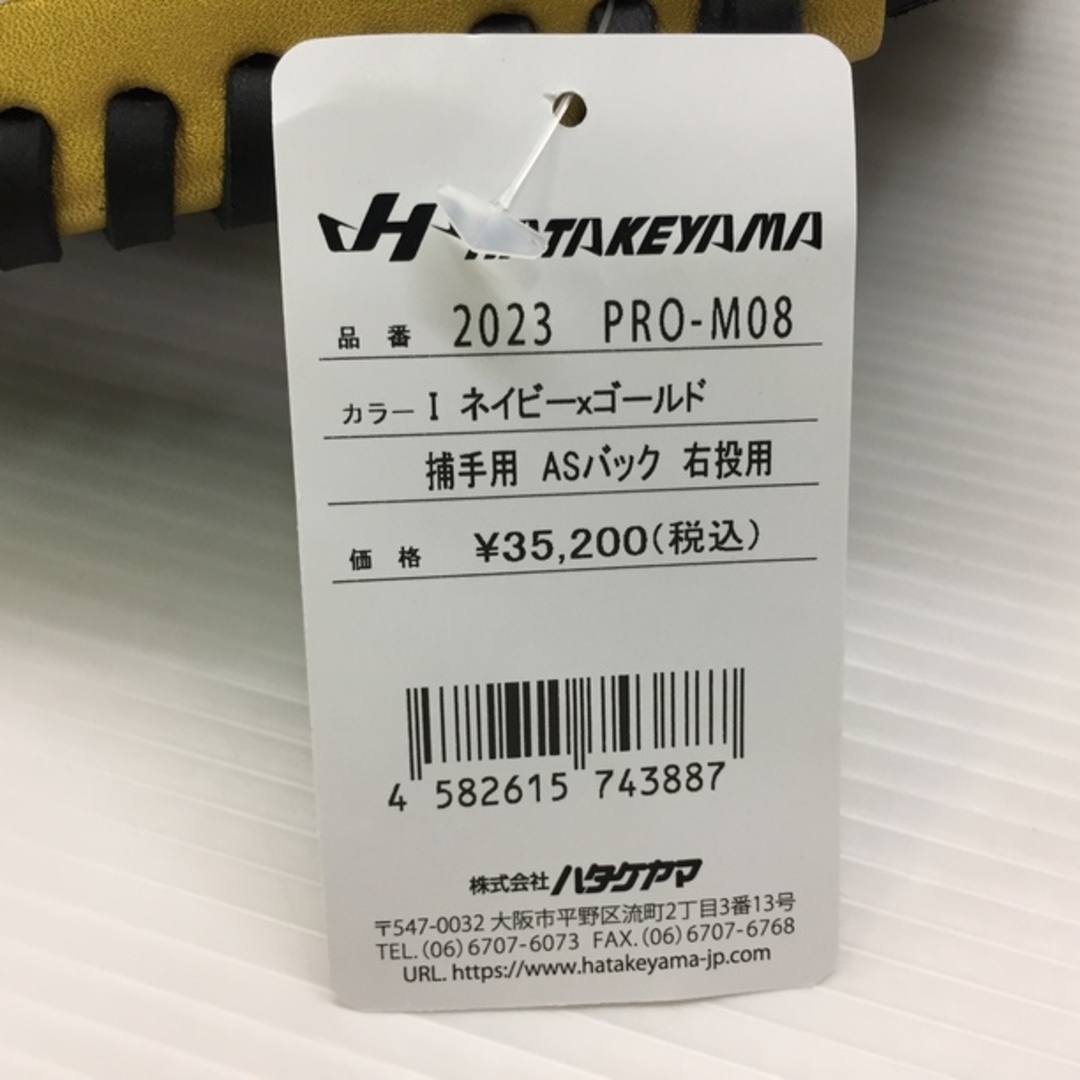 HATAKEYAMA
品番 2023 PRO-M08
カラー I ネイビーxゴールド
捕手用 ASバック 右投用
価格 ¥35,200(税込)
4 582615 743887
株式会社ハタケヤマ
〒547-0032 大阪市平野区流町2丁目3番13号
TEL.(06)6707-6073 FAX.(06)6707-6768
URL. https://www.hatakeyama-jp.com